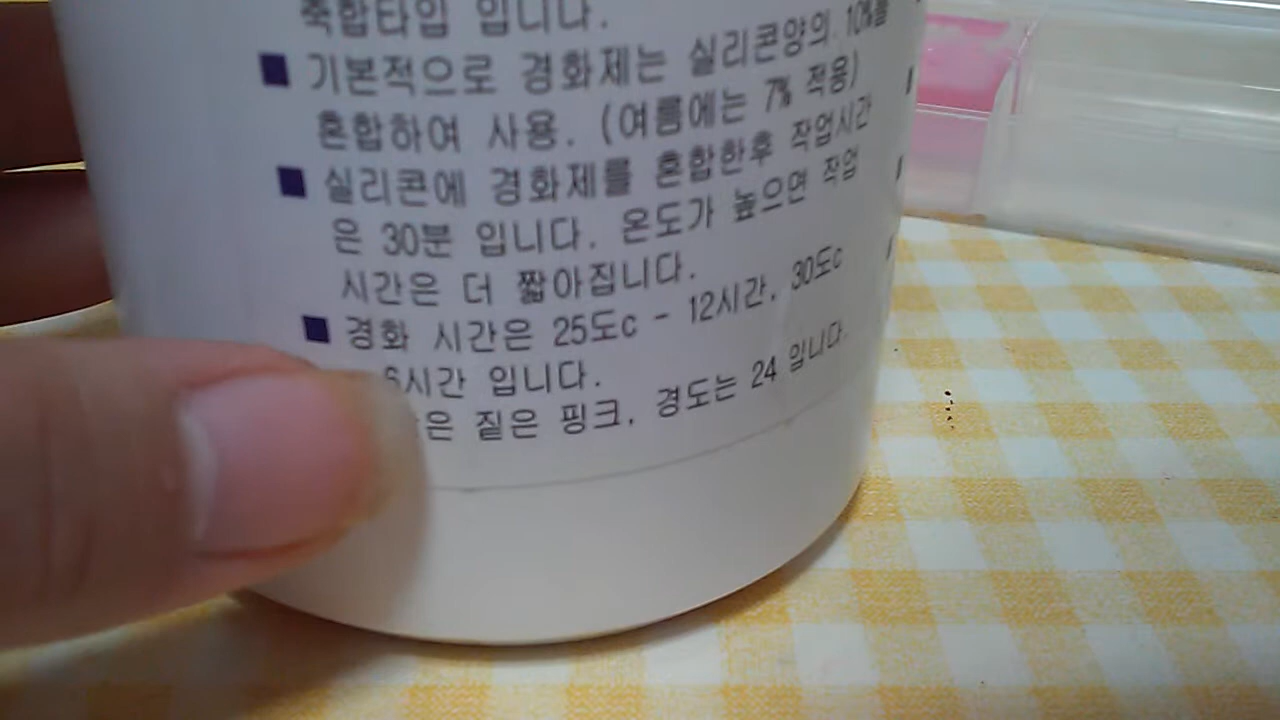 축합타입 입니다.
■ 기본적으로 경화제는 실리콘양의 10%를
혼합하여 사용. (여름에는 7% 적용)
■ 실리콘에 경화제를 혼합한후 작업시간
은 30분 입니다. 온도가 높으면 작업
시간은 더 짧아집니다.
■ 경화 시간은 25도c - 12시간, 30도c
6시간 입니다.
은 짙은 핑크, 경도는 24 입니다.